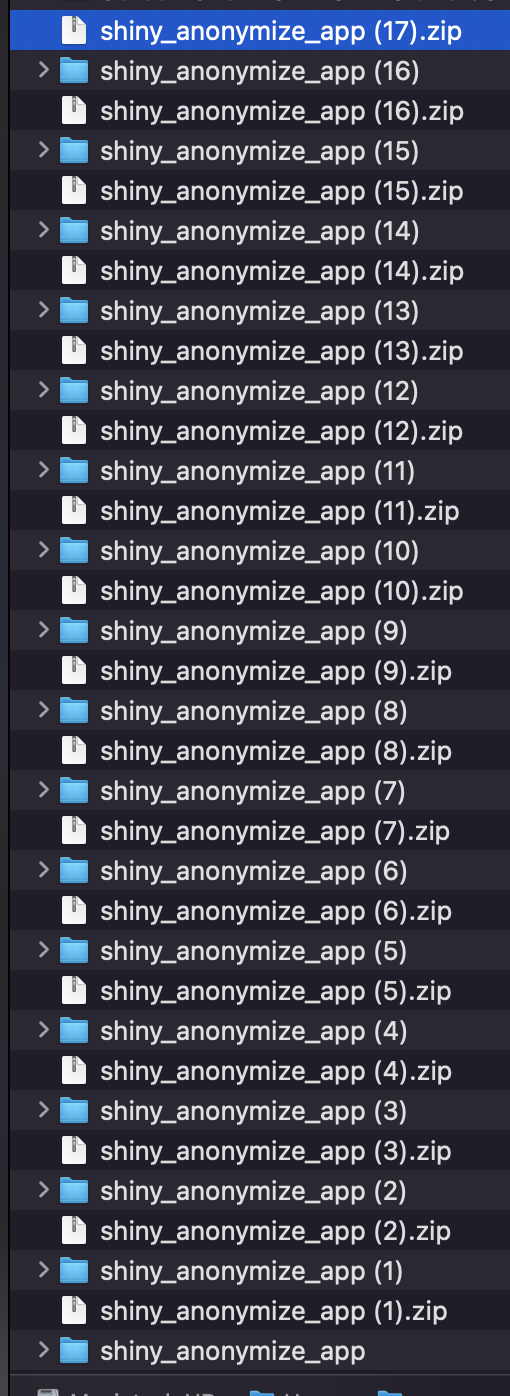 shiny_anonymize_app (17).zip
shiny_anonymize_app (16)
shiny_anonymize_app (16).zip
shiny_anonymize_app (15)
shiny_anonymize_app (15).zip
shiny_anonymize_app (14)
shiny_anonymize_app (14).zip
shiny_anonymize_app (13)
shiny_anonymize_app (13).zip
shiny_anonymize_app (12)
shiny_anonymize_app (12).zip
shiny_anonymize_app (11)
shiny_anonymize_app (11).zip
shiny_anonymize_app (10)
shiny_anonymize_app (10).zip
shiny_anonymize_app (9)
shiny_anonymize_app (9).zip
shiny_anonymize_app (8)
shiny_anonymize_app (8).zip
shiny_anonymize_app (7)
shiny_anonymize_app (7).zip
shiny_anonymize_app (6)
shiny_anonymize_app (6).zip
shiny_anonymize_app (5)
shiny_anonymize_app (5).zip
shiny_anonymize_app (4)
shiny_anonymize_app (4).zip
shiny_anonymize_app (3)
shiny_anonymize_app (3).zip
shiny_anonymize_app (2)
shiny_anonymize_app (2).zip
shiny_anonymize_app (1)
shiny_anonymize_app (1).zip
shiny_anonymize_app